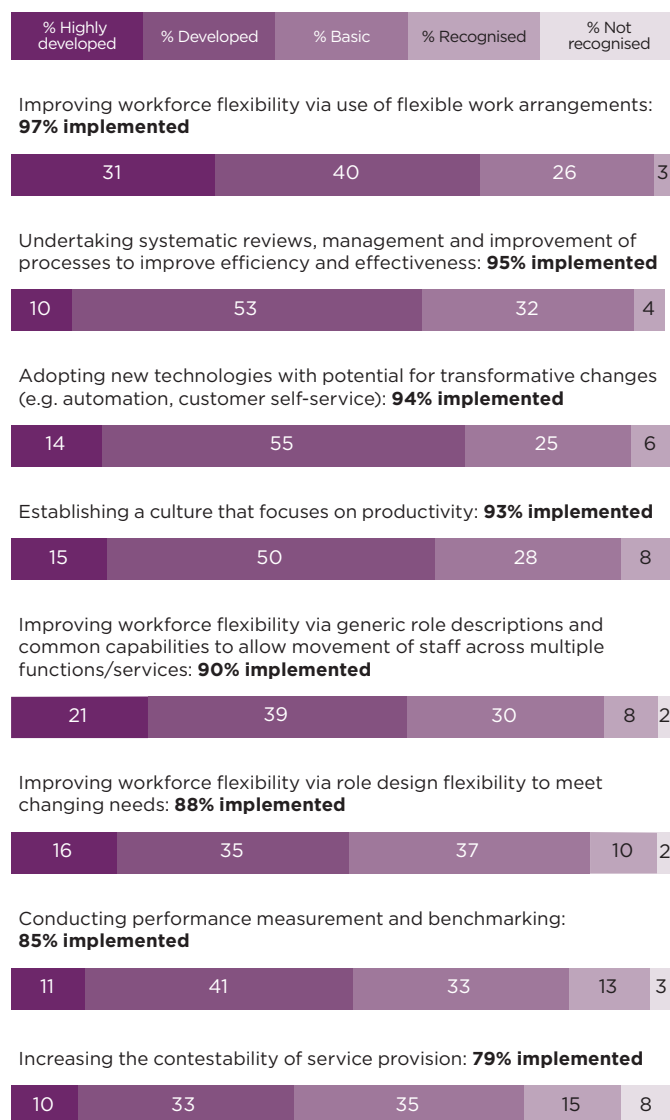 % Highly developed % Developed % Basic % Recognised % Not recognised
Improving workforce flexibility via use of flexible work arrangements:
97% implemented
31 40 26 3
Undertaking systematic reviews, management and improvement of
processes to improve efficiency and effectiveness: 95% implemented
10 53 32 4
Adopting new technologies with potential for transformative changes
(e.g. automation, customer self-service): 94% implemented
14 55 25 6
Establishing a culture that focuses on productivity: 93% implemented
15 50 28 8
Improving workforce flexibility via generic role descriptions and
common capabilities to allow movement of staff across multiple
functions/services: 90% implemented
21 39 30 8 2
Improving workforce flexibility via role design flexibility to meet
changing needs: 88% implemented
16 35 37 10 2
Conducting performance measurement and benchmarking:
85% implemented
11 41 33 13 3
Increasing the contestability of service provision: 79% implemented
10 33 35 15 8